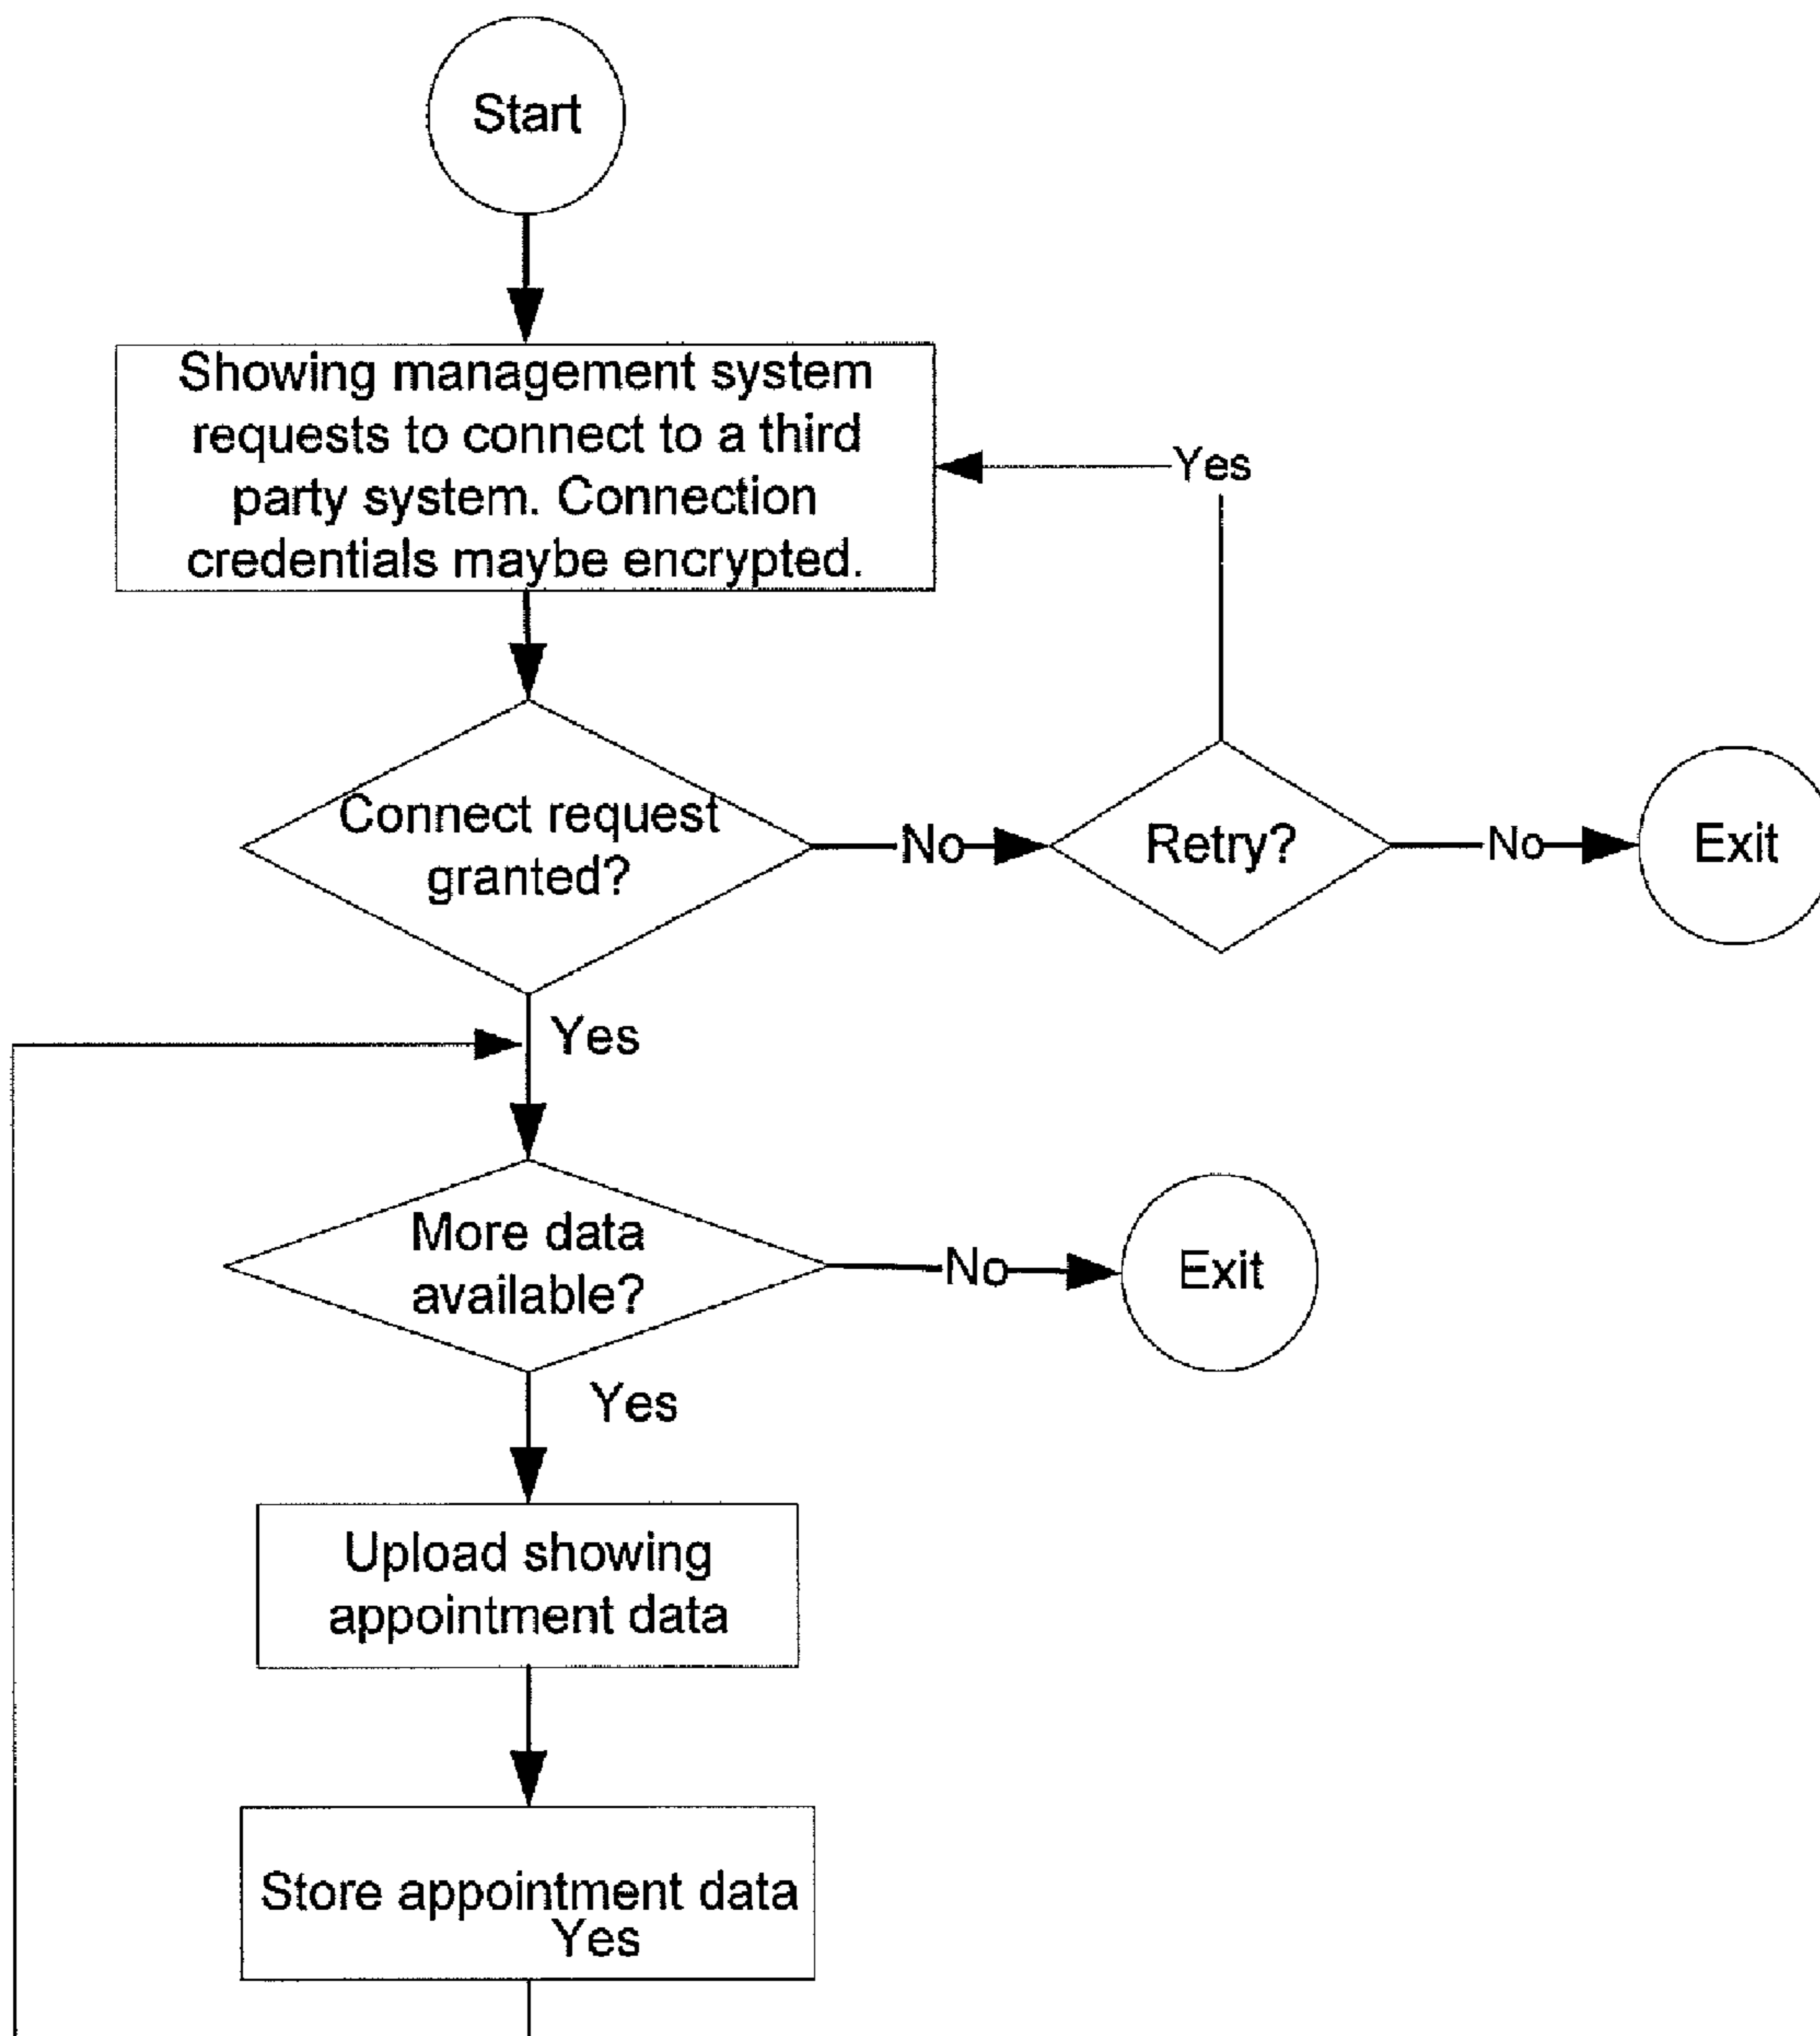 Start
Showing management system
requests to connect to a third
party system. Connection
credentials maybe encrypted.
Yes
Connect request
granted?
No
Retry?
No
Exit
Yes
More data
available?
No
Exit
Yes
Upload showing
appointment data
Store appointment data
Yes